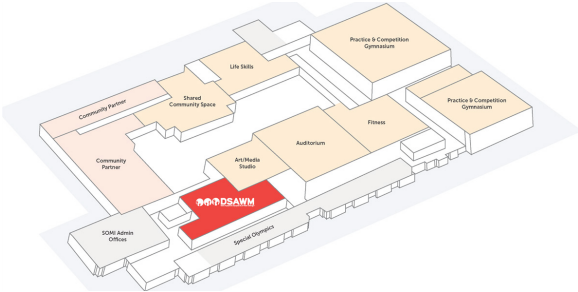 Practice & Competition
Gymnasium
Life Skills
Community Partner
Shared
Community Space
Practice & Competition
Gymnasium
Fitness
Auditorium
Art/Media
Studio
Community
Partner
DSAWM
SOMI Admin
Offices
Special Olympics